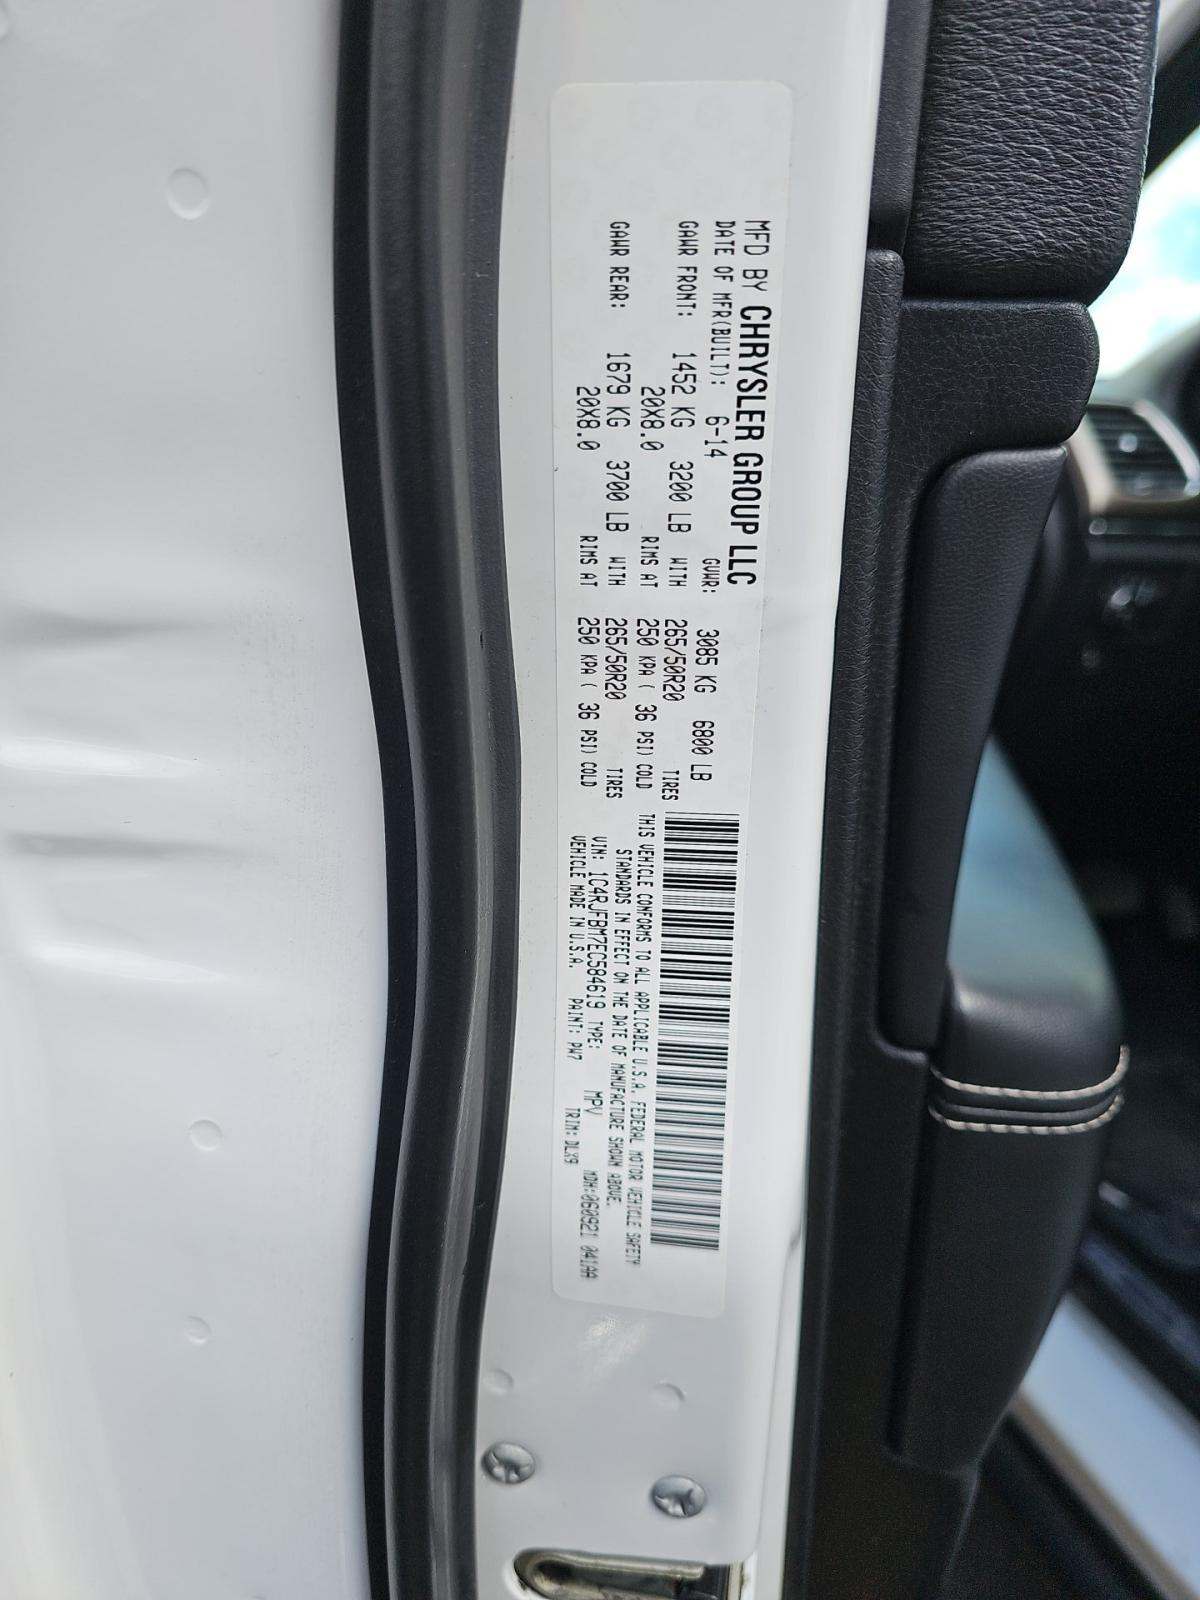 MFD BY CHRYSLER GROUP LLC
DATE OF MFR(BUILT): 6-14 GVWR: 3085 KG 6800 LB
GAWR FRONT: 1452 KG 3200 LB WITH 265/50R20 TIRES
20X8.0 RIMS AT 250 KPA ( 36 PSI) COLD
GAWR REAR: 1679 KG 3700 LB WITH 265/50R20 TIRES
20X8.0 RIMS AT 250 KPA ( 36 PSI) COLD
THIS VEHICLE CONFORMS TO ALL APPLICABLE U.S.A. FEDERAL MOTOR VEHICLE SAFETY
STANDARDS IN EFFECT ON THE DATE OF MANUFACTURE SHOWN ABOVE.
VIN: 1C4RJFBM7EC584619 TYPE: MPV MDH:060921 041AA
VEHICLE MADE IN U.S.A. PAINT: PW7 TRIM:DLX9